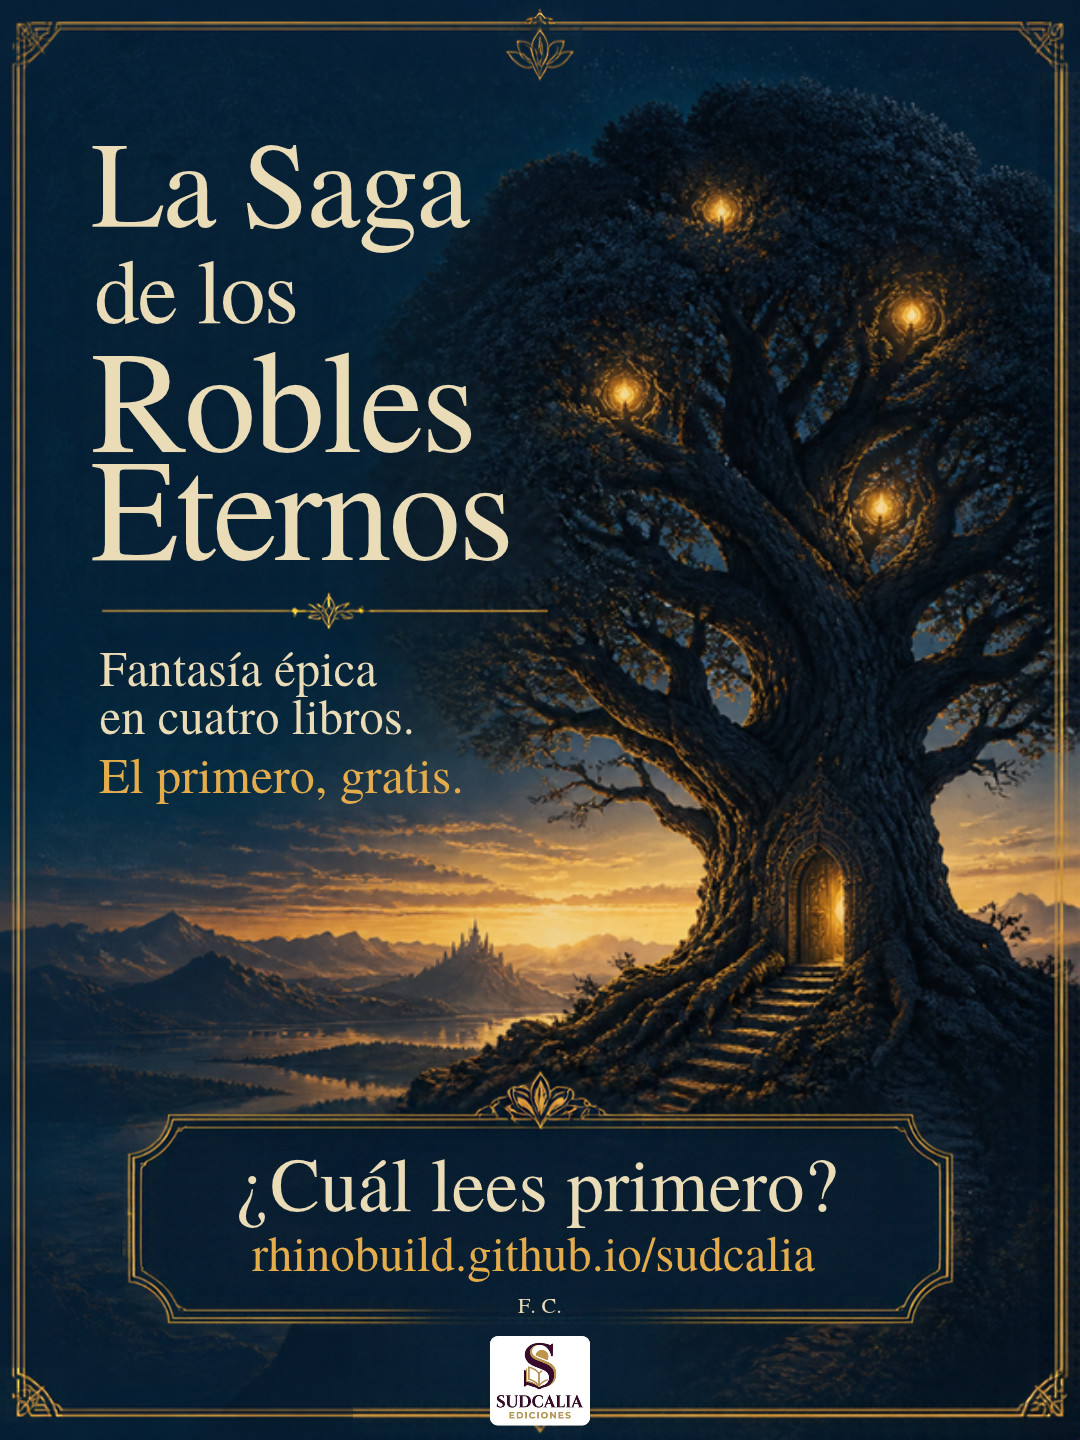 La Saga
de los
Robles
Eternos
Fantasía épica
en cuatro libros.
El primero, gratis.
¿Cuál lees primero?
rhinobuild.github.io/sudcalia
F. C.
S
SUDCALIA
EDICIONES